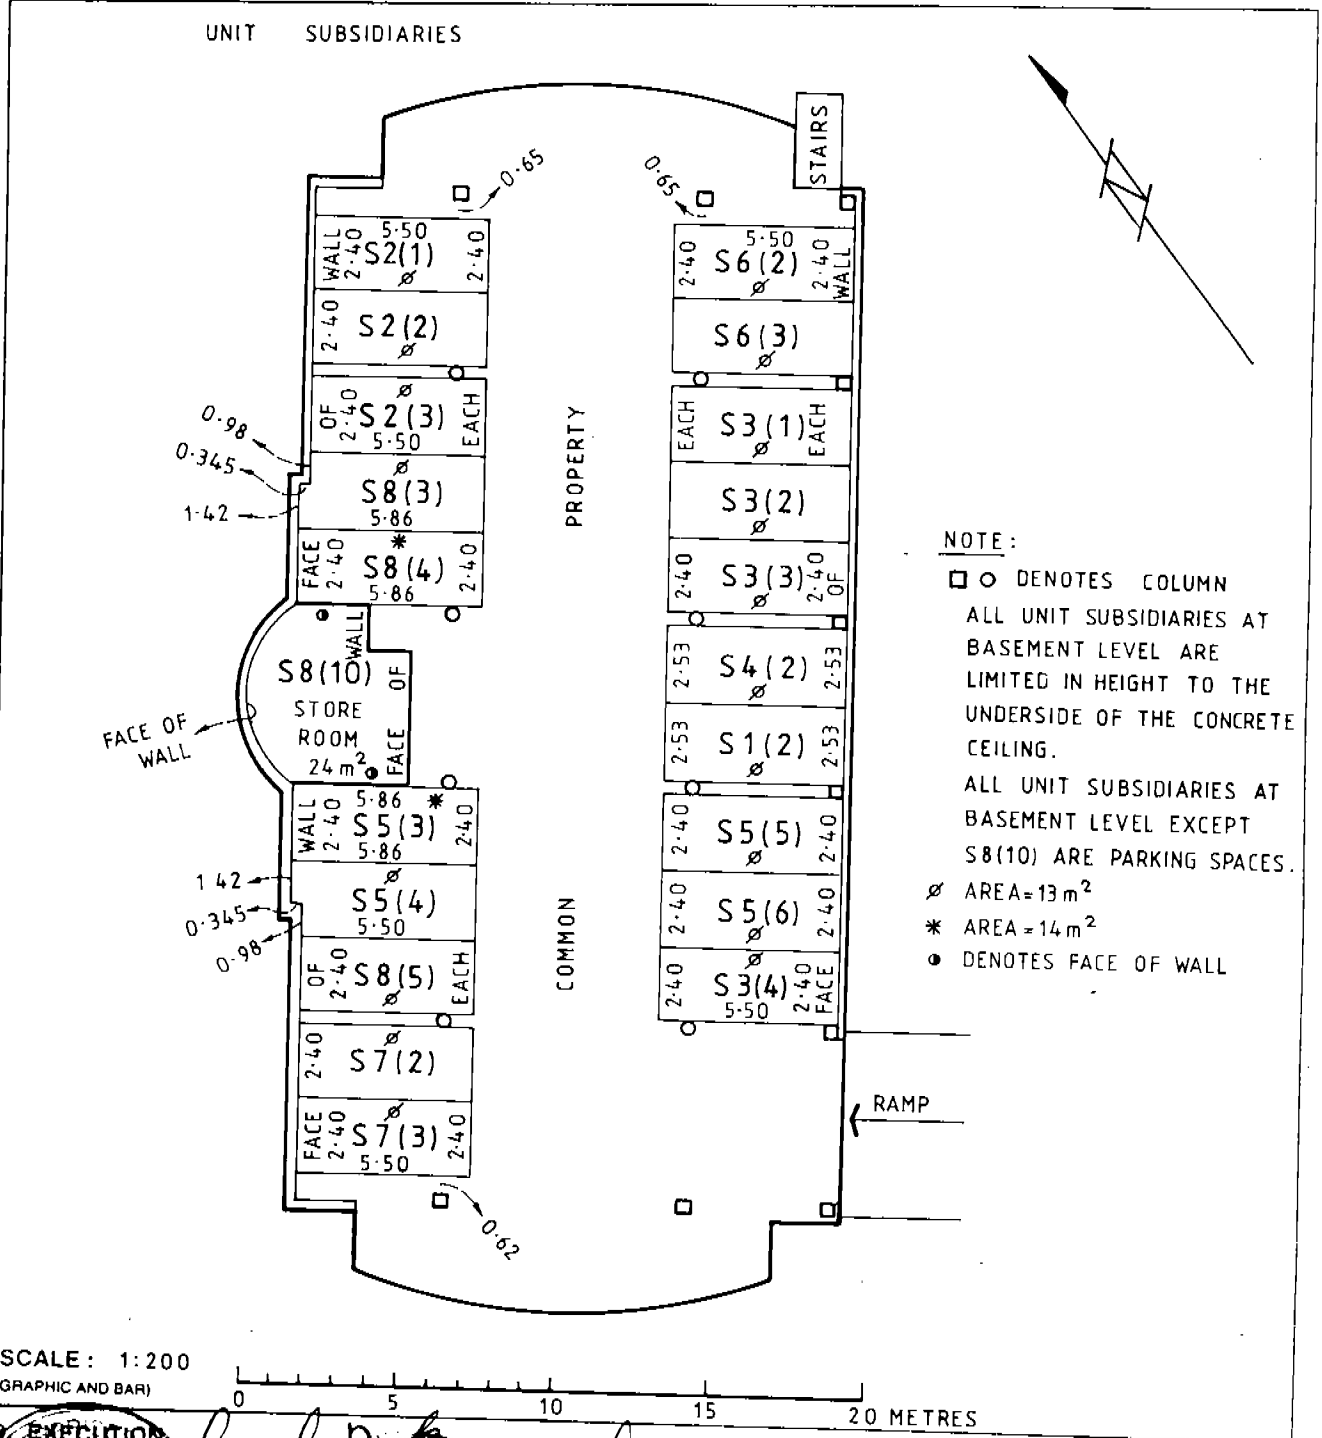 UNIT SUBSIDIARIES
STAIRS
0·65
0·65
WALL
2·40
5·50
S2(1)
ø
2·40
2·40
S2(2)
ø
OF
2·40
ø
S2(3)
5·50
EACH
0·98
0·345
1·42
ø
S8(3)
5·86
FACE
2·40
*
S8(4)
5·86
2·40
WALL
S8(10)
STORE
ROOM
24m²
FACE OF
FACE OF
WALL
WALL
2·40
5·86
*
S5(3)
5·86
2·40
1 42
0·345
0·98
ø
S5(4)
5·50
OF
2·40
S8(5)
ø
EACH
2·40
ø
S7(2)
FACE
2·40
ø
S7(3)
5·50
2·40
0·62
COMMON PROPERTY
2·40
5·50
S6(2)
ø
2·40
WALL
S6(3)
ø
EACH
S3(1)
ø
EACH
S3(2)
ø
2·40
S3(3)
ø
2·40
OF
2·53
S4(2)
ø
2·53
2·53
S1(2)
ø
2·53
2·40
S5(5)
ø
2·40
2·40
S5(6)
ø
2·40
2·40
ø
S3(4)
5·50
2·40
FACE
RAMP
NOTE:
DENOTES COLUMN
ALL UNIT SUBSIDIARIES AT
BASEMENT LEVEL ARE
LIMITED IN HEIGHT TO THE
UNDERSIDE OF THE CONCRETE
CEILING.
ALL UNIT SUBSIDIARIES AT
BASEMENT LEVEL EXCEPT
S8(10) ARE PARKING SPACES.
ø AREA=13m²
* AREA=14m²
DENOTES FACE OF WALL
SCALE: 1:200
GRAPHIC AND BAR)
0 5 10 15 20 METRES
EXECUTION